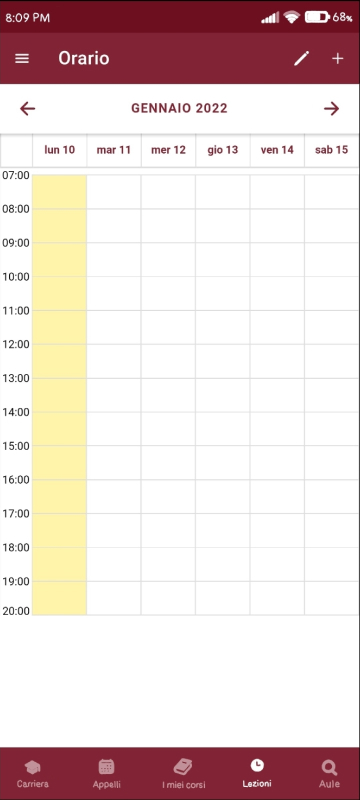 8:09 PM 68%
Orario
GENNAIO 2022
lun 10 mar 11 mer 12 gio 13 ven 14 sab 15
07:00
08:00
09:00
10:00
11:00
12:00
13:00
14:00
15:00
16:00
17:00
18:00
19:00
20:00
Carriera Appelli I miei corsi Lezioni Aule